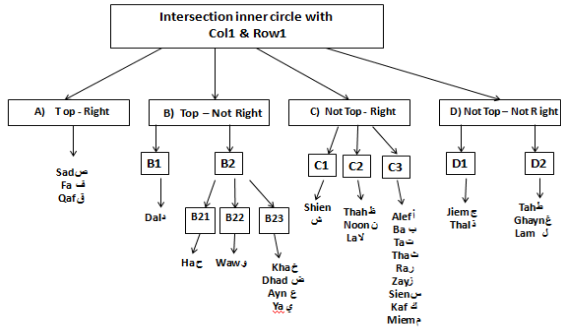 Intersection inner circle with
Col1 & Row1
A) Top - Right
B) Top – Not Right
C) Not Top - Right
D) Not Top – Not Right
B1
B2
C1
C2
C3
D1
D2
Sad ص
Fa ف
Qaf ق
Dal د
B21
B22
B23
Shien
ش
Thah ظ
Noon ن
La لا
Alef أ
Ba ب
Ta ت
Tha ث
Ra ر
Zay ز
Sien س
Kaf ك
Miem م
Jiem ج
Thal ذ
Tah ط
Ghayn غ
Lam ل
Ha ح
Waw و
Kha خ
Dhad ض
Ayn ع
Ya ي